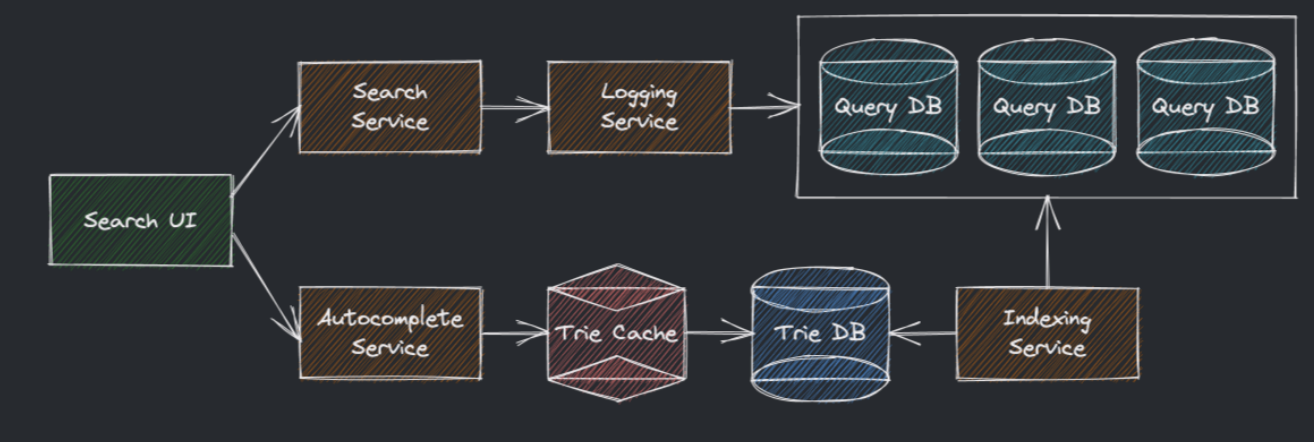 Search
Service
Logging
Service
Query DB
Query DB
Query DB
Search UI
Autocomplete
Service
Trie Cache
Trie DB
Indexing
Service